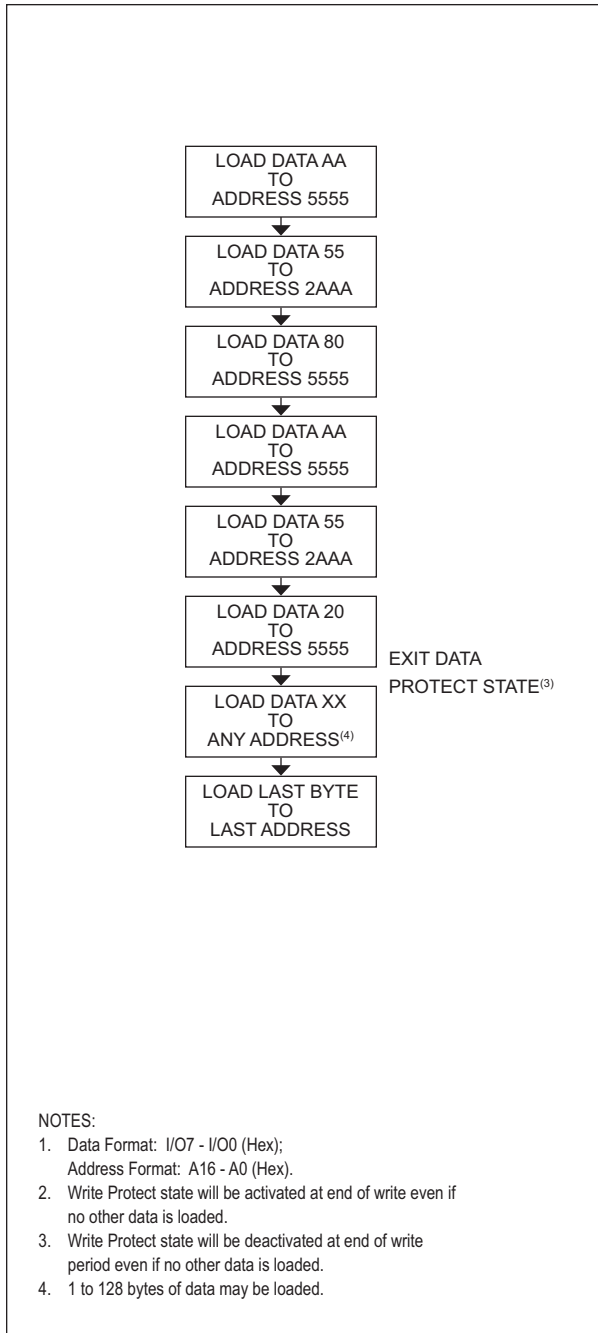 LOAD DATA AA
TO
ADDRESS 5555
LOAD DATA 55
TO
ADDRESS 2AAA
LOAD DATA 80
TO
ADDRESS 5555
LOAD DATA AA
TO
ADDRESS 5555
LOAD DATA 55
TO
ADDRESS 2AAA
LOAD DATA 20
TO
ADDRESS 5555
EXIT DATA
PROTECT STATE(3)
LOAD DATA XX
TO
ANY ADDRESS(4)
LOAD LAST BYTE
TO
LAST ADDRESS
NOTES:
1. Data Format: I/O7 - I/O0 (Hex);
Address Format: A16 - A0 (Hex).
2. Write Protect state will be activated at end of write even if
no other data is loaded.
3. Write Protect state will be deactivated at end of write
period even if no other data is loaded.
4. 1 to 128 bytes of data may be loaded.